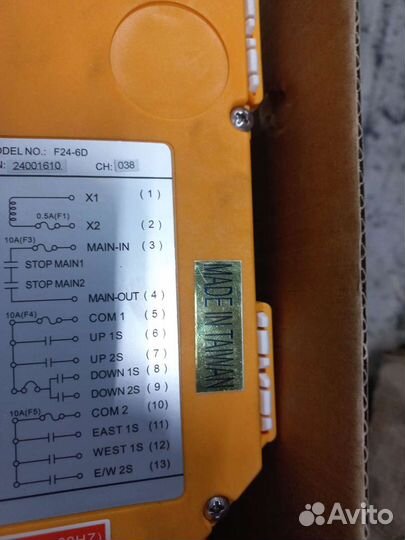 MODEL NO.: F24-6D
N: 24001610. CH: 038
X1 (1)
0.5A(F1)
X2 (2)
10A(F3)
MAIN-IN (3)
STOP MAIN1
STOP MAIN2
MAIN-OUT (4)
10A(F4)
COM 1 (5)
UP 1S (6)
UP 2S (7)
DOWN 1S (8)
DOWN 2S (9)
10A(F5)
COM 2 (10)
EAST 1S (11)
WEST 1S (12)
E/W 2S (13)
MADE IN TAIWAN
Avito